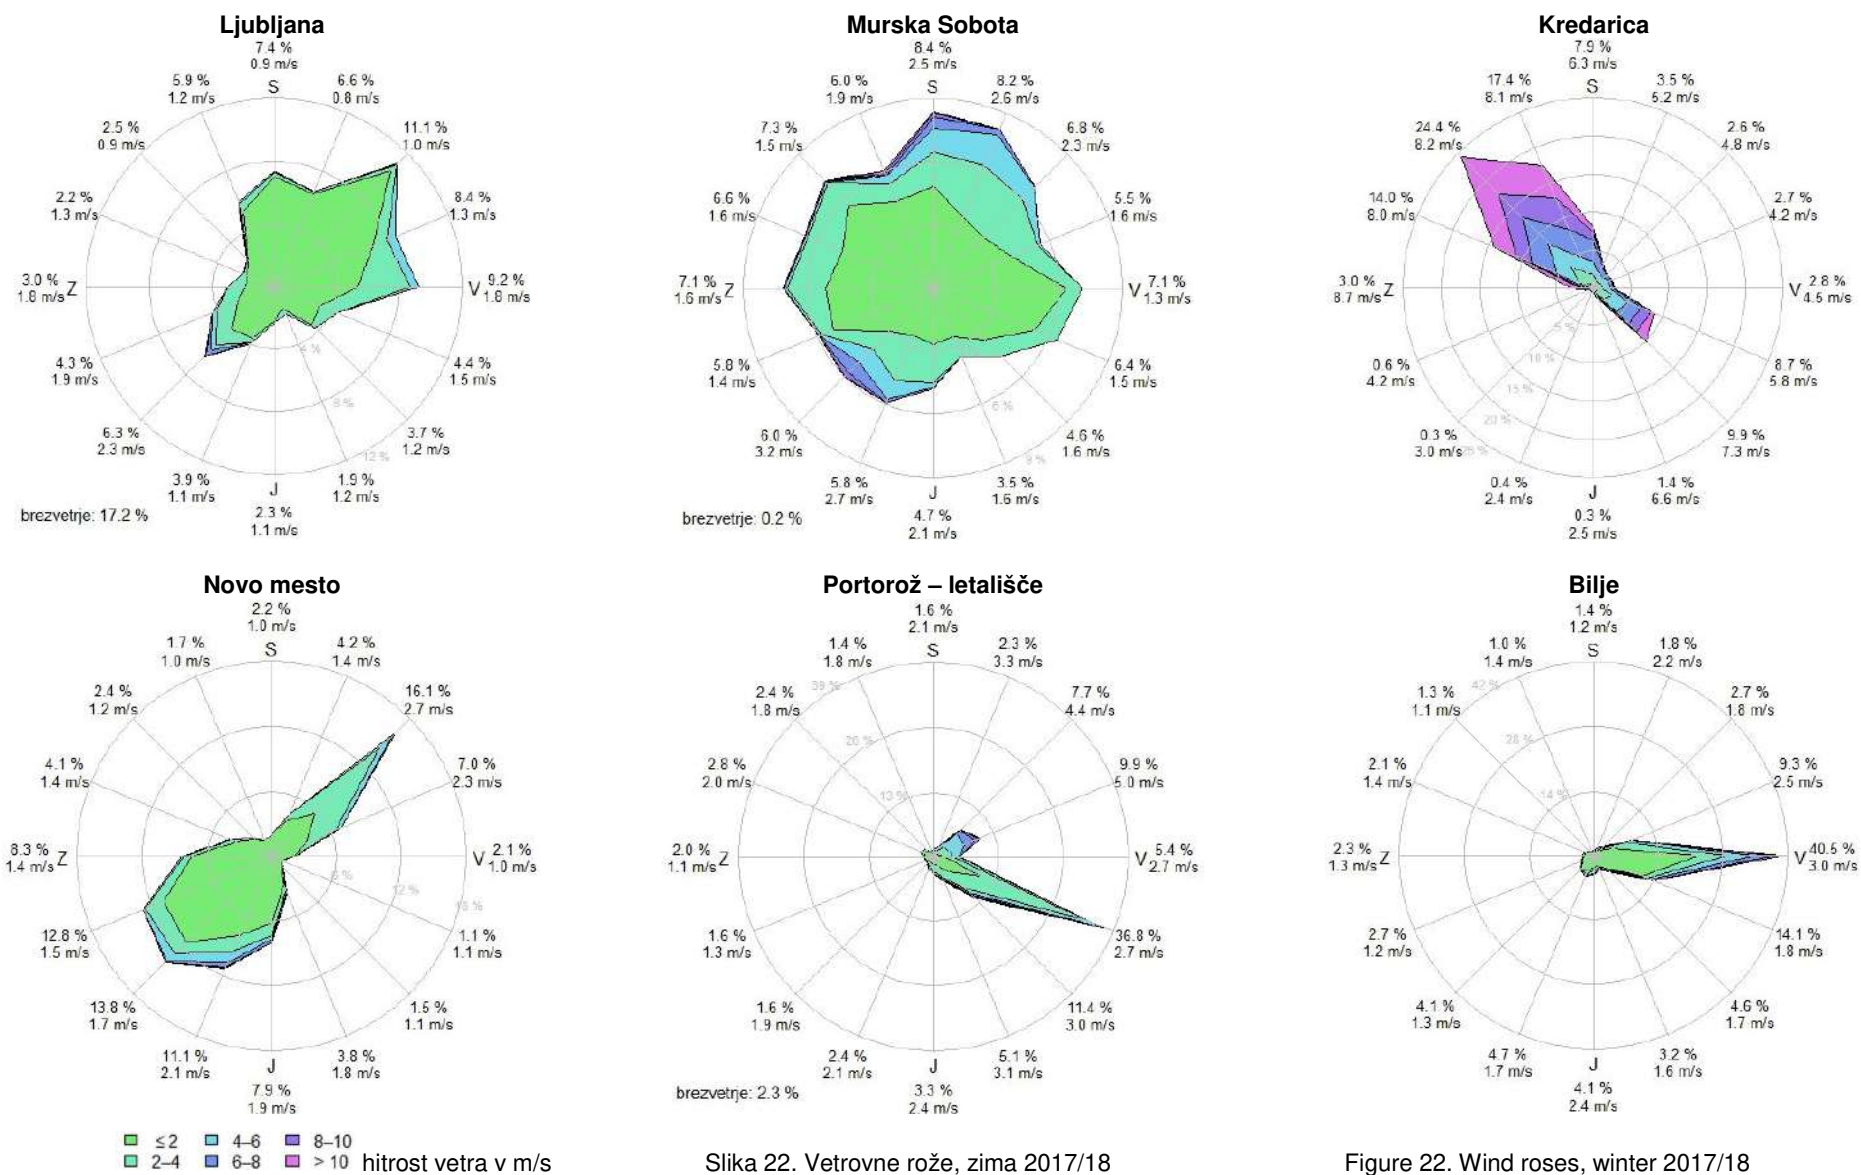 Ljubljana
7.4 %
0.9 m/s
5.9 %
1.2 m/s
S
6.6 %
0.8 m/s
2.5 %
0.9 m/s
11.1 %
1.0 m/s
2.2 %
1.3 m/s
8.4 %
1.3 m/s
3.0 %
1.8 m/s
Z
V
9.2 %
1.8 m/s
4 %
4.3 %
1.9 m/s
4.4 %
1.5 m/s
8 %
6.3 %
2.3 m/s
3.7 %
1.2 m/s
12 %
3.9 %
1.1 m/s
J
1.9 %
1.2 m/s
2.3 %
1.1 m/s
brezvetrje: 17.2 %
Murska Sobota
8.4 %
2.5 m/s
6.0 %
1.9 m/s
S
8.2 %
2.6 m/s
7.3 %
1.5 m/s
6.8 %
2.3 m/s
6.6 %
1.6 m/s
5.5 %
1.6 m/s
7.1 %
1.6 m/s
Z
V
7.1 %
1.3 m/s
5.8 %
1.4 m/s
6.4 %
1.5 m/s
6 %
6.0 %
3.2 m/s
4.6 %
1.6 m/s
9 %
5.8 %
2.7 m/s
J
3.5 %
1.6 m/s
4.7 %
2.1 m/s
brezvetrje: 0.2 %
Kredarica
7.9 %
6.3 m/s
17.4 %
8.1 m/s
S
3.5 %
5.2 m/s
24.4 %
8.2 m/s
2.6 %
4.8 m/s
14.0 %
8.0 m/s
2.7 %
4.2 m/s
3.0 %
8.7 m/s
Z
V
2.8 %
4.5 m/s
5 %
10 %
15 %
20 %
25 %
0.6 %
4.2 m/s
8.7 %
5.8 m/s
0.3 %
3.0 m/s
9.9 %
7.3 m/s
0.4 %
2.4 m/s
J
1.4 %
6.6 m/s
0.3 %
2.5 m/s
Novo mesto
2.2 %
1.0 m/s
1.7 %
1.0 m/s
S
4.2 %
1.4 m/s
2.4 %
1.2 m/s
16.1 %
2.7 m/s
4.1 %
1.4 m/s
7.0 %
2.3 m/s
8.3 %
1.4 m/s
Z
V
2.1 %
1.0 m/s
6 %
12 %
18 %
12.8 %
1.5 m/s
1.1 %
1.1 m/s
13.8 %
1.7 m/s
1.5 %
1.1 m/s
11.1 %
2.1 m/s
J
3.8 %
1.8 m/s
7.9 %
1.9 m/s
Portorož – letališče
1.6 %
2.1 m/s
1.4 %
1.8 m/s
S
2.3 %
3.3 m/s
39 %
2.4 %
1.8 m/s
7.7 %
4.4 m/s
26 %
2.8 %
2.0 m/s
9.9 %
5.0 m/s
13 %
2.0 %
1.1 m/s
Z
V
5.4 %
2.7 m/s
1.6 %
1.3 m/s
36.8 %
2.7 m/s
1.6 %
1.9 m/s
11.4 %
3.0 m/s
2.4 %
2.1 m/s
J
5.1 %
3.1 m/s
3.3 %
2.4 m/s
brezvetrje: 2.3 %
Bilje
1.4 %
1.2 m/s
1.0 %
1.4 m/s
S
1.8 %
2.2 m/s
42 %
1.3 %
1.1 m/s
2.7 %
1.8 m/s
28 %
2.1 %
1.4 m/s
9.3 %
2.5 m/s
14 %
2.3 %
1.3 m/s
Z
V
40.5 %
3.0 m/s
2.7 %
1.2 m/s
14.1 %
1.8 m/s
4.1 %
1.3 m/s
4.6 %
1.7 m/s
4.7 %
1.7 m/s
J
3.2 %
1.6 m/s
4.1 %
2.4 m/s
≤ 2 4–6 8–10
2–4 6–8 > 10 hitrost vetra v m/s
Slika 22. Vetrovne rože, zima 2017/18
Figure 22. Wind roses, winter 2017/18